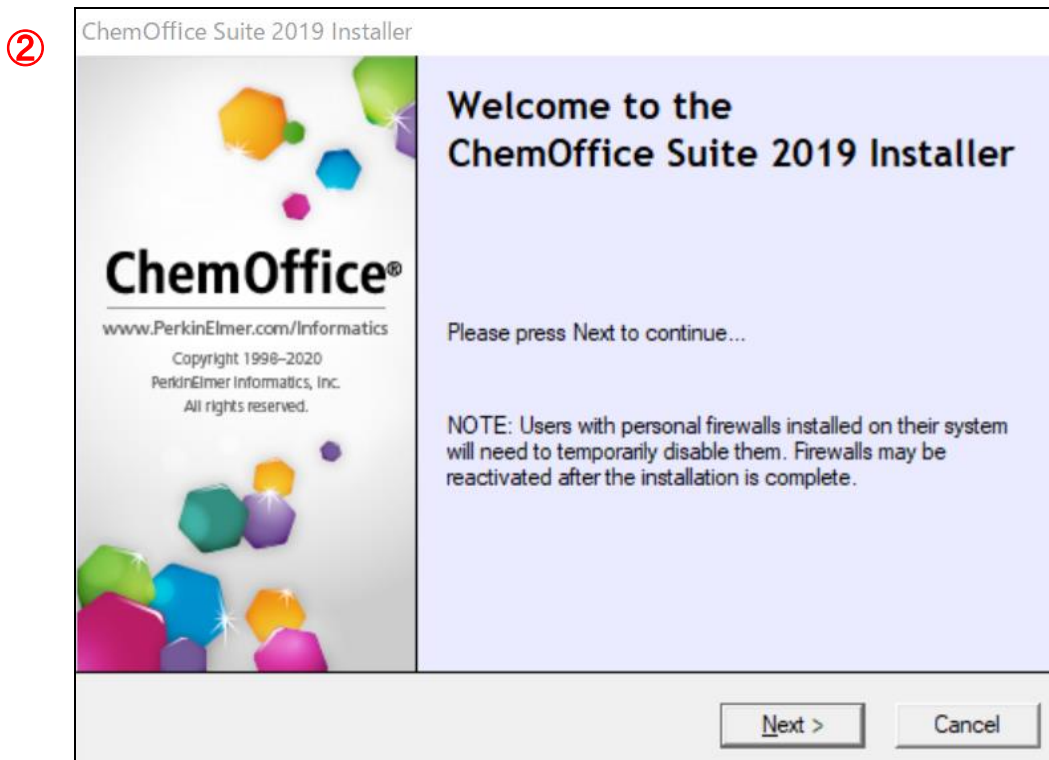 ②
ChemOffice Suite 2019 Installer
Welcome to the
ChemOffice Suite 2019 Installer
ChemOffice®
www.PerkinElmer.com/Informatics
Copyright 1998–2020
PerkinElmer Informatics, Inc.
All rights reserved.
Please press Next to continue...
NOTE: Users with personal firewalls installed on their system
will need to temporarily disable them. Firewalls may be
reactivated after the installation is complete.
Next >
Cancel